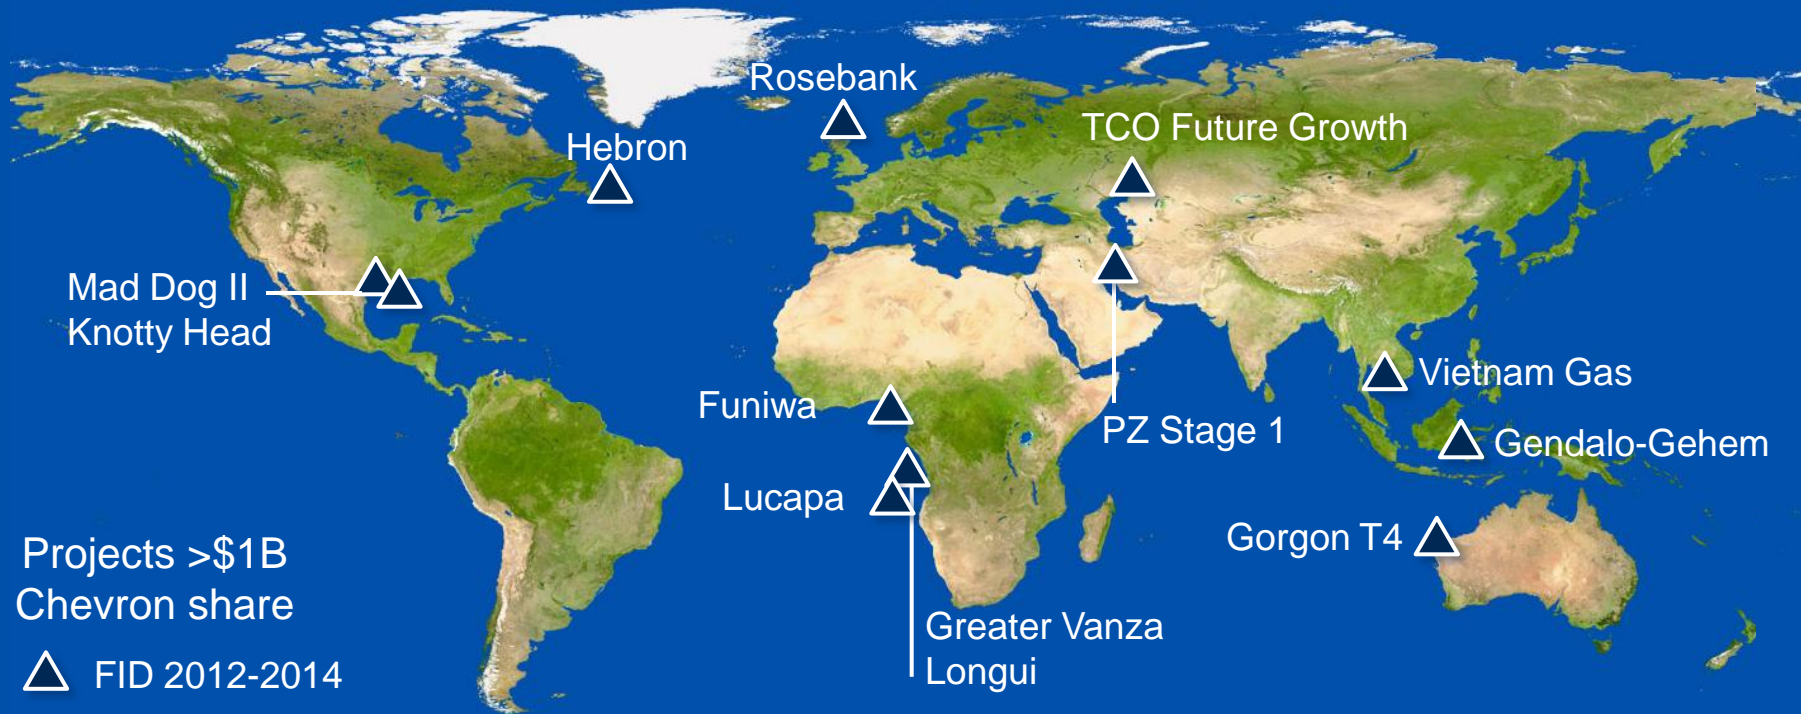 Rosebank
TCO Future Growth
Hebron
Mad Dog II
Knotty Head
Vietnam Gas
Funiwa
PZ Stage 1
Gendalo-Gehem
Lucapa
Gorgon T4
Projects >$1B
Chevron share
Greater Vanza
Longui
FID 2012-2014